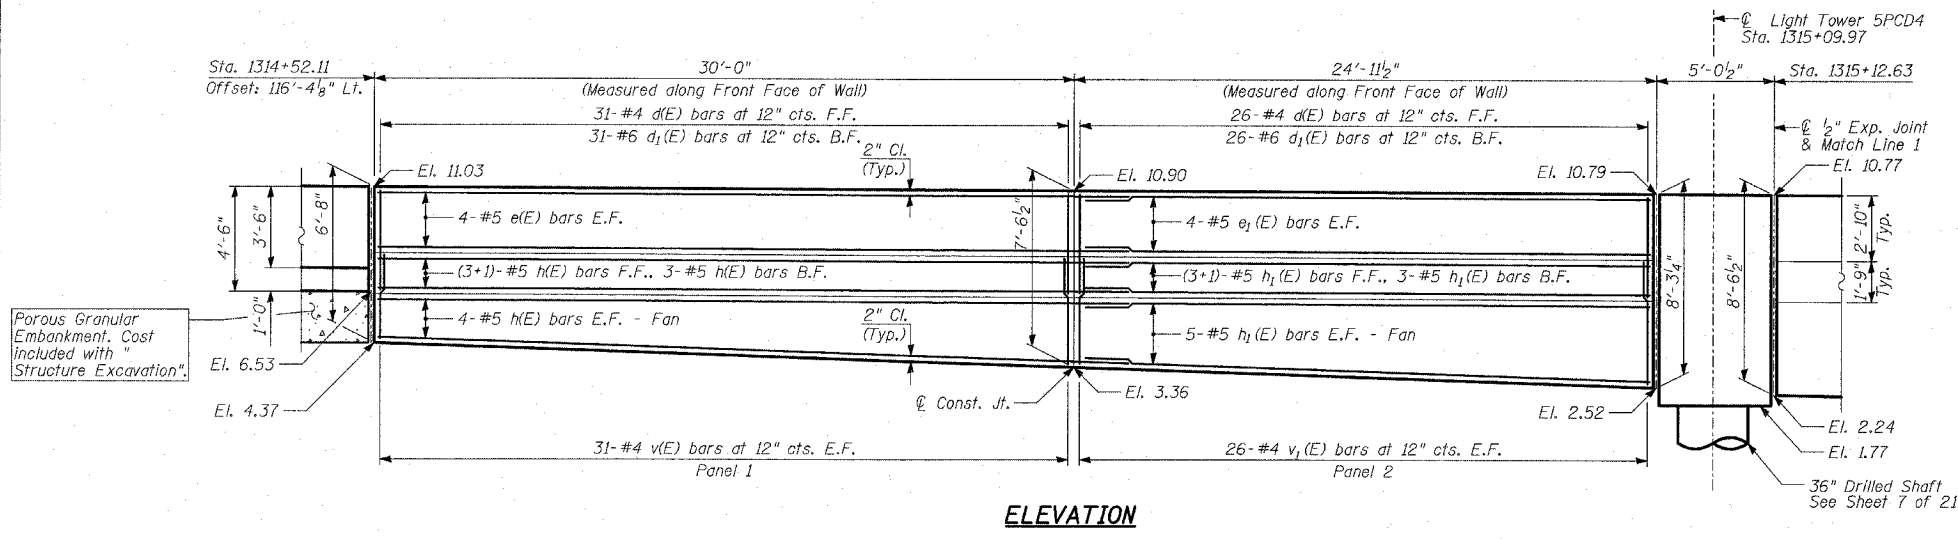 ℄ Light Tower 5PCD4
Sta. 1315+09.97
Sta. 1314+52.11
Offset: 116'-4⅛" Lt.
30'-0"
(Measured along Front Face of Wall)
31-#4 d(E) bars at 12" cts. F.F.
31-#6 d₁(E) bars at 12" cts. B.F.
24'-11½"
(Measured along Front Face of Wall)
26-#4 d(E) bars at 12" cts. F.F.
26-#6 d₁(E) bars at 12" cts. B.F.
5'-0½"
Sta. 1315+12.63
℄ ½" Exp. Joint
& Match Line 1
El. 10.77
2" Cl.
(Typ.)
El. 11.03
El. 10.90
El. 10.79
4'-6"
3'-6"
6'-8"
1'-0"
4-#5 e(E) bars E.F.
(3+1)-#5 h(E) bars F.F., 3-#5 h(E) bars B.F.
4-#5 h(E) bars E.F. - Fan
2" Cl.
(Typ.)
7'-6½"
4-#5 e₁(E) bars E.F.
(3+1)-#5 h₁(E) bars F.F., 3-#5 h₁(E) bars B.F.
5-#5 h₁(E) bars E.F. - Fan
8'-3¼"
8'-6½"
2'-10"
Typ.
1'-9"
Typ.
Porous Granular
Embankment. Cost
included with "
Structure Excavation".
El. 6.53
El. 4.37
℄ Const. Jt.
El. 3.36
El. 2.52
El. 2.24
El. 1.77
31-#4 v(E) bars at 12" cts. E.F.
Panel 1
26-#4 v₁(E) bars at 12" cts. E.F.
Panel 2
36" Drilled Shaft
See Sheet 7 of 21
ELEVATION